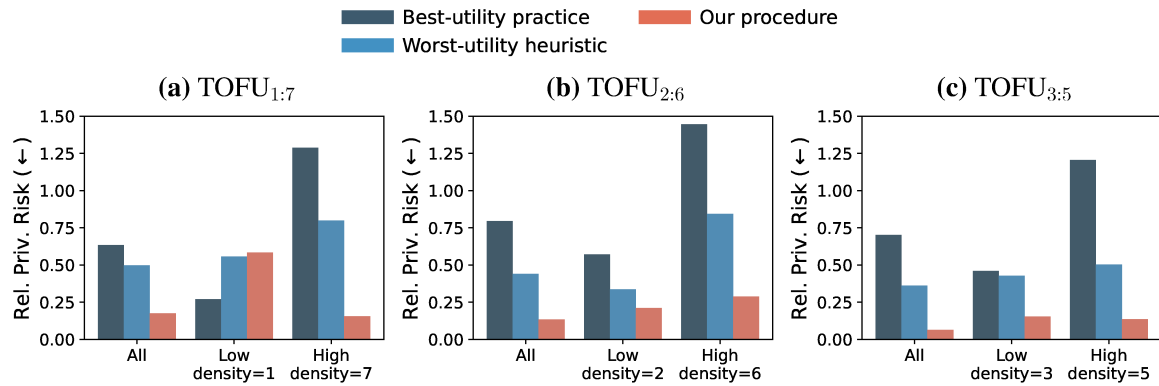 Best-utility practice
Our procedure
Worst-utility heuristic
(a) TOFU1:7
(b) TOFU2:6
(c) TOFU3:5
Rel. Priv. Risk (←)
1.50
1.25
1.00
0.75
0.50
0.25
0.00
All
Low
density=1
High
density=7
Rel. Priv. Risk (←)
1.50
1.25
1.00
0.75
0.50
0.25
0.00
All
Low
density=2
High
density=6
Rel. Priv. Risk (←)
1.50
1.25
1.00
0.75
0.50
0.25
0.00
All
Low
density=3
High
density=5